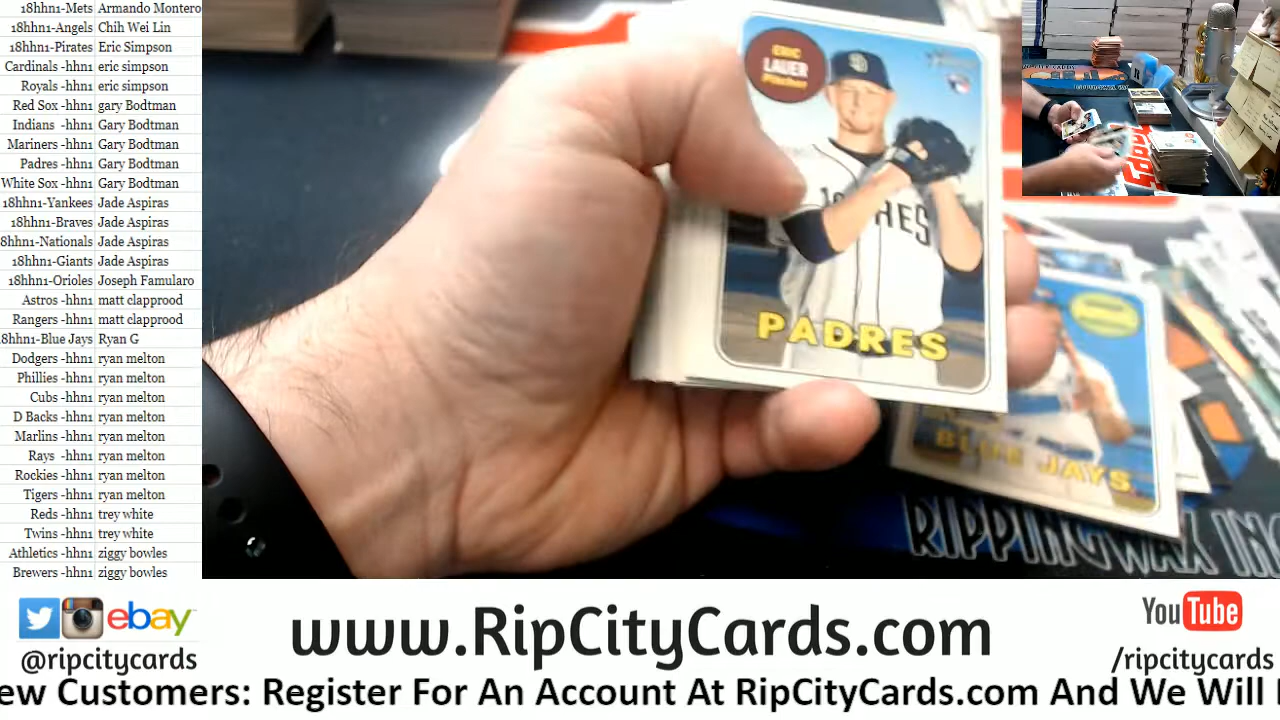 18hhn1-Mets Armando Montero
18hhn1-Angels Chih Wei Lin
18hhn1-Pirates Eric Simpson
Cardinals -hhn1 eric simpson
Royals -hhn1 eric simpson
Red Sox -hhn1 gary Bodtman
Indians -hhn1 Gary Bodtman
Mariners -hhn1 Gary Bodtman
Padres -hhn1 Gary Bodtman
White Sox -hhn1 Gary Bodtman
18hhn1-Yankees Jade Aspiras
18hhn1-Braves Jade Aspiras
8hhn1-Nationals Jade Aspiras
18hhn1-Giants Jade Aspiras
18hhn1-Orioles Joseph Famularo
Astros -hhn1 matt clapprood
Rangers -hhn1 matt clapprood
18hhn1-Blue Jays Ryan G
Dodgers -hhn1 ryan melton
Phillies -hhn1 ryan melton
Cubs -hhn1 ryan melton
D Backs -hhn1 ryan melton
Marlins -hhn1 ryan melton
Rays -hhn1 ryan melton
Rockies -hhn1 ryan melton
Tigers -hhn1 ryan melton
Reds -hhn1 trey white
Twins -hhn1 trey white
Athletics -hhn1 ziggy bowles
Brewers -hhn1 ziggy bowles
ERIC
LAUER
Pitcher
PADRES
BLUE JAYS
RIPPINGWAX INC
Topps
ebay
@ripcitycards
www.RipCityCards.com
YouTube
/ripcitycards
ew Customers: Register For An Account At RipCityCards.com And We Will